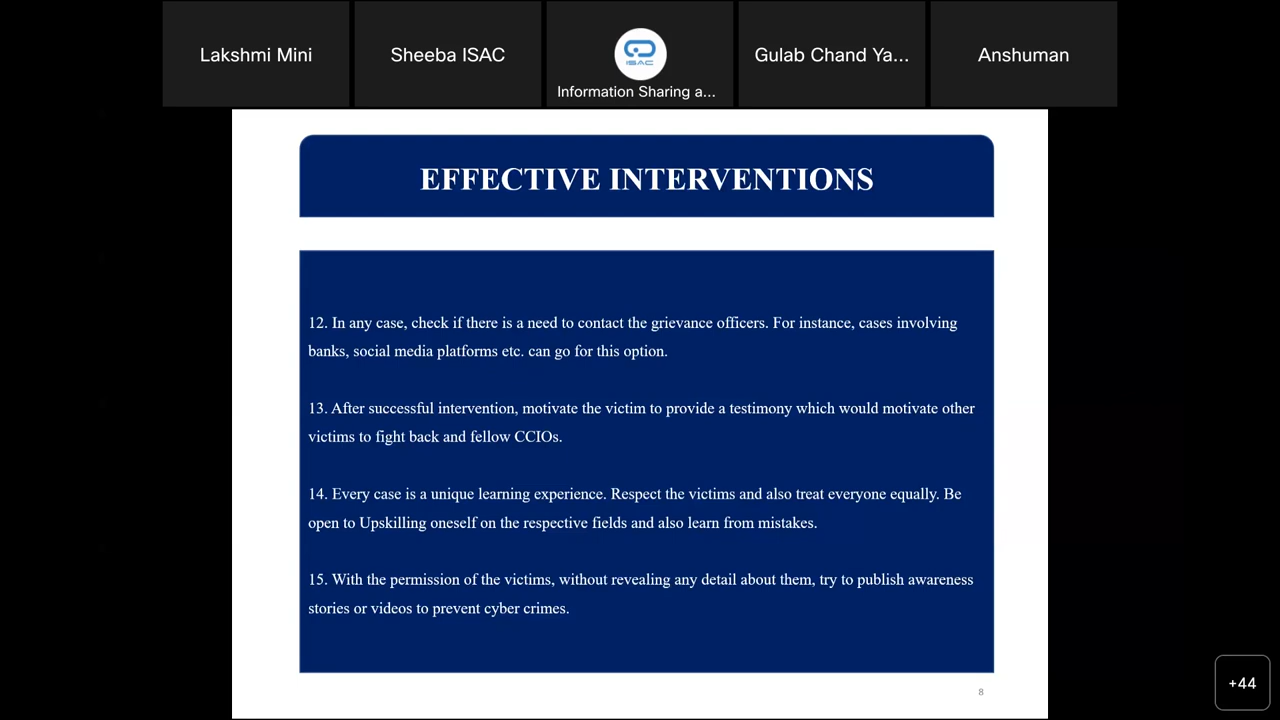 Lakshmi Mini
Sheeba ISAC
ISAC
Information Sharing a...
Gulab Chand Ya...
Anshuman
EFFECTIVE INTERVENTIONS
12. In any case, check if there is a need to contact the grievance officers. For instance, cases involving
banks, social media platforms etc. can go for this option.
13. After successful intervention, motivate the victim to provide a testimony which would motivate other
victims to fight back and fellow CCIOs.
14. Every case is a unique learning experience. Respect the victims and also treat everyone equally. Be
open to Upskilling oneself on the respective fields and also learn from mistakes.
15. With the permission of the victims, without revealing any detail about them, try to publish awareness
stories or videos to prevent cyber crimes.
8
+44